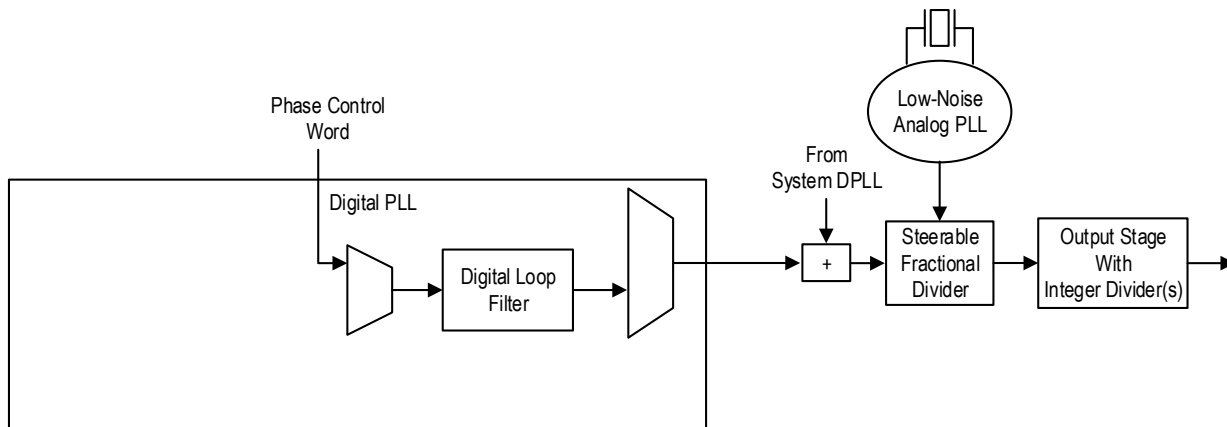 Low-Noise
Analog PLL
Phase Control
Word
From
System DPLL
Digital PLL
Digital Loop
Filter
+
Steerable
Fractional
Divider
Output Stage
With
Integer Divider(s)